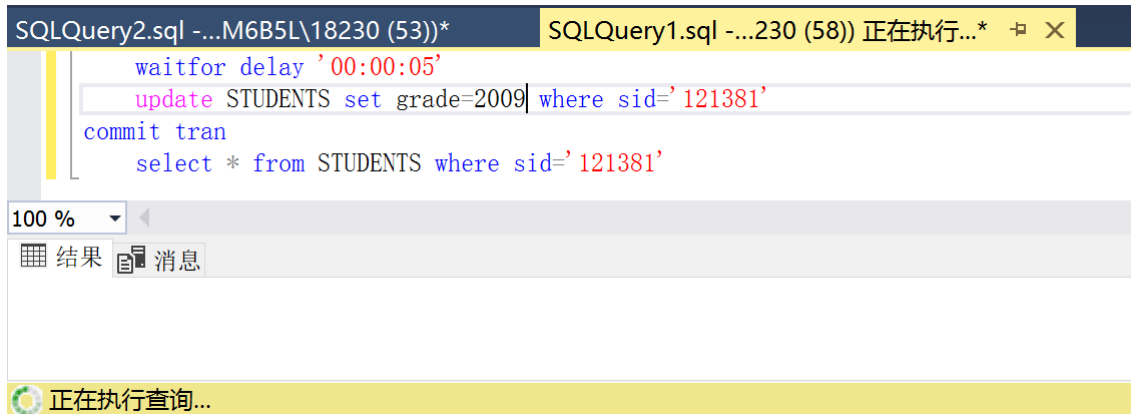 SQLQuery2.sql -...M6B5L\18230 (53))* SQLQuery1.sql -...230 (58)) 正在执行...*
waitfor delay '00:00:05'
update STUDENTS set grade=2009 where sid='121381'
commit tran
select * from STUDENTS where sid='121381'
100 %
结果 消息
正在执行查询...